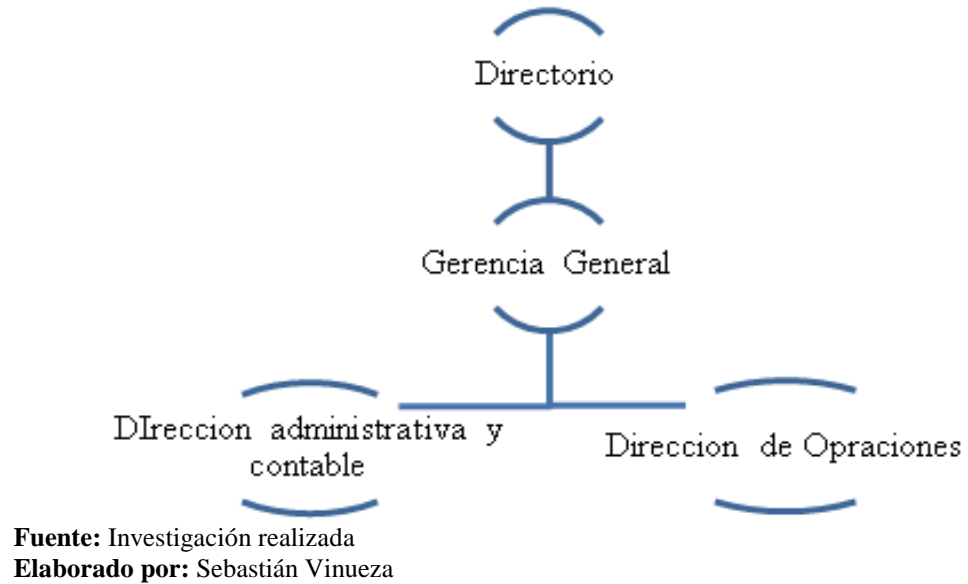 Directorio
Gerencia General
DIreccion administrativa y
contable
Direccion de Opraciones
Fuente: Investigación realizada
Elaborado por: Sebastián Vinueza